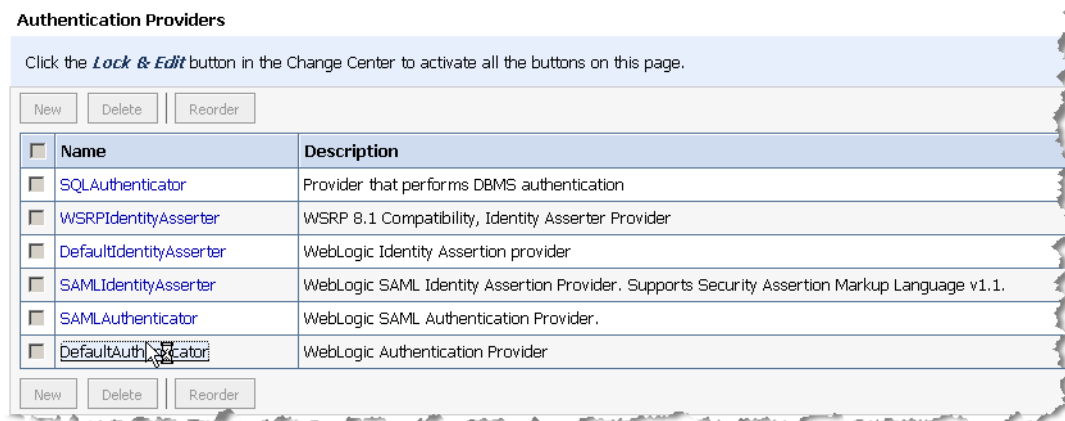 Authentication Providers
Click the Lock & Edit button in the Change Center to activate all the buttons on this page.
New Delete Reorder
Name Description
SQLAuthenticator Provider that performs DBMS authentication
WSRPIdentityAsserter WSRP 8.1 Compatibility, Identity Asserter Provider
DefaultIdentityAsserter WebLogic Identity Assertion provider
SAMLIdentityAsserter WebLogic SAML Identity Assertion Provider. Supports Security Assertion Markup Language v1.1.
SAMLAuthenticator WebLogic SAML Authentication Provider.
DefaultAuthenticator WebLogic Authentication Provider
New Delete Reorder